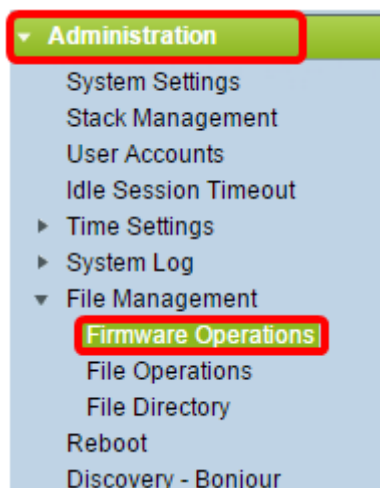 Administration
System Settings
Stack Management
User Accounts
Idle Session Timeout
Time Settings
System Log
File Management
Firmware Operations
File Operations
File Directory
Reboot
Discovery - Bonjour